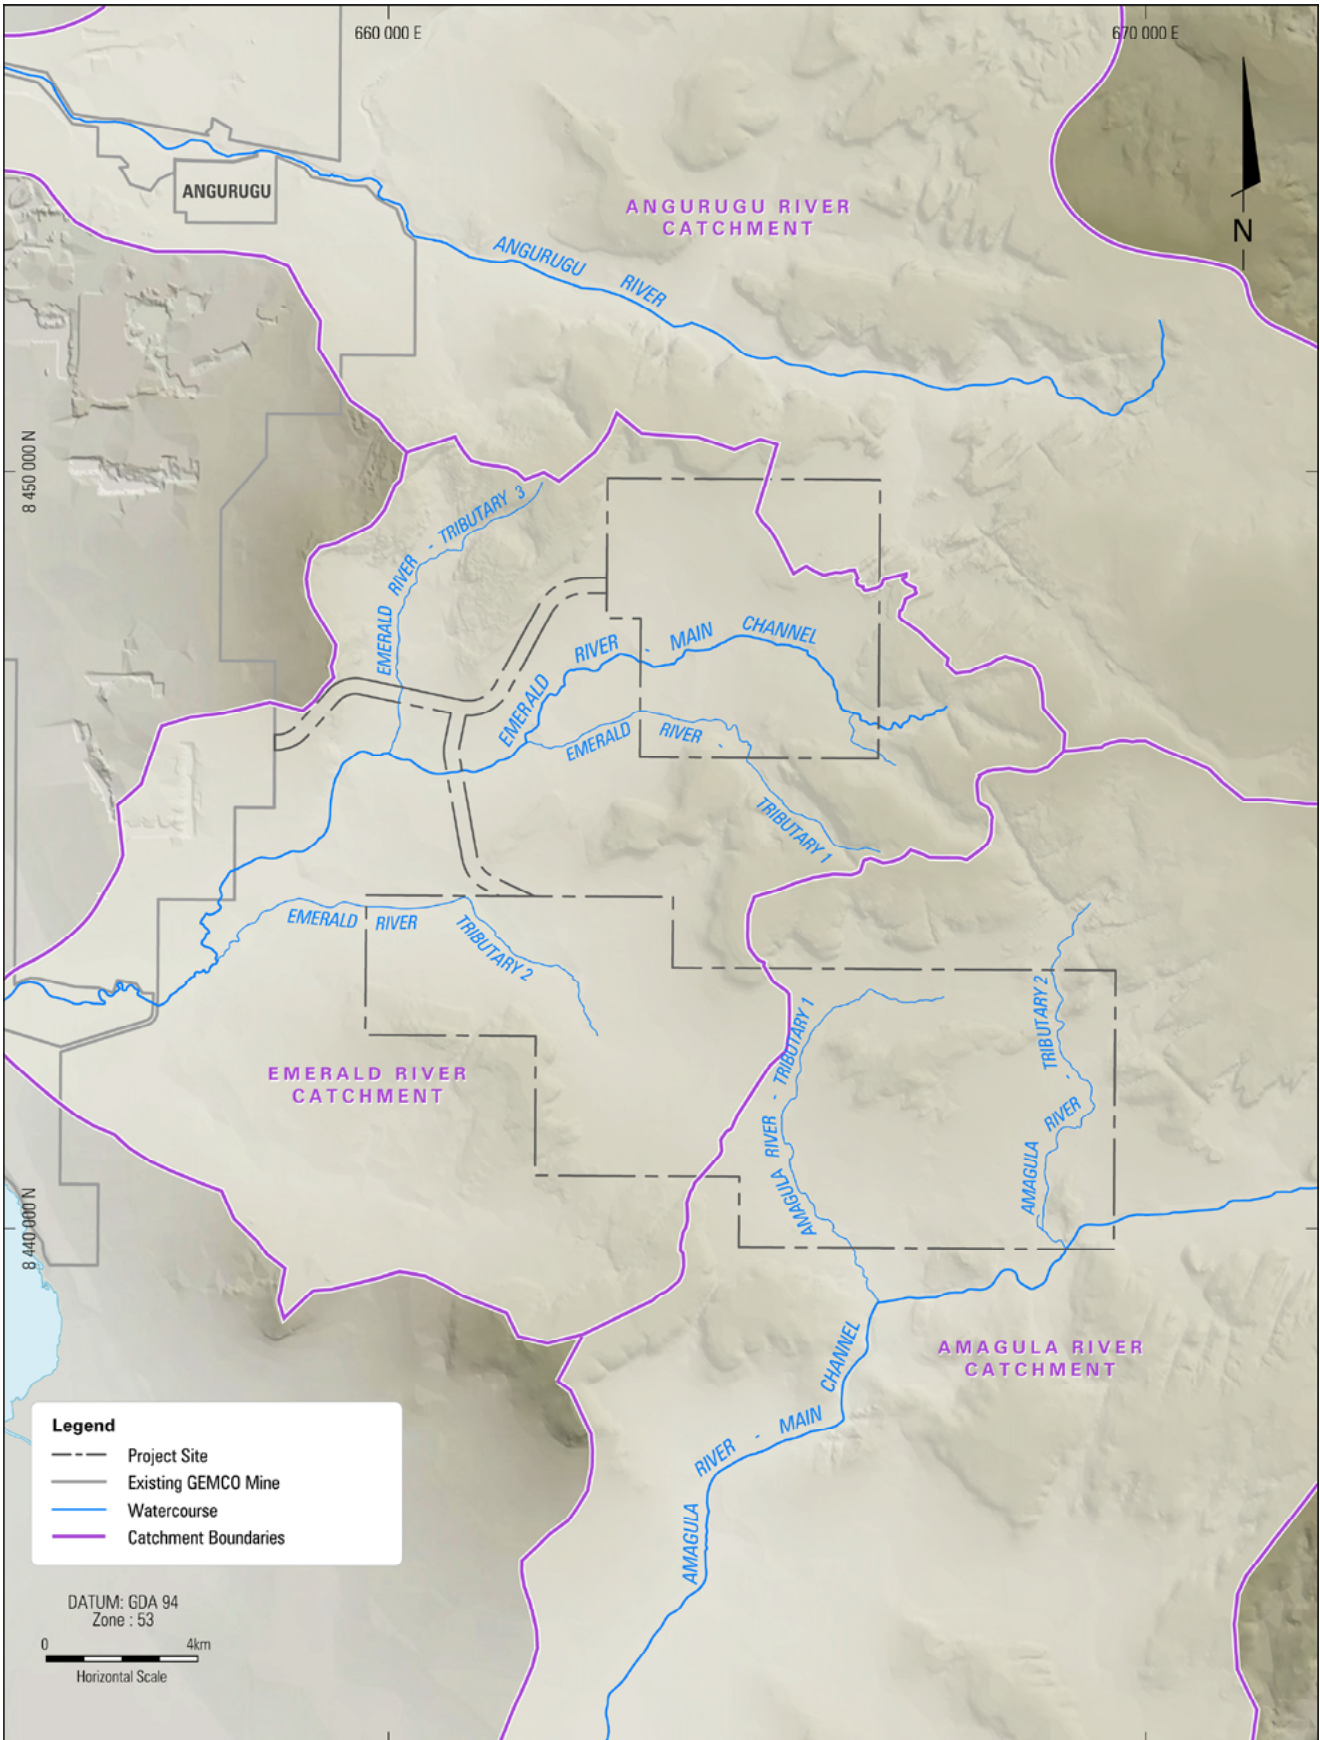 660 000 E
670 000 E
ANGURUGU
ANGURUGU RIVER
CATCHMENT
N
ANGURUGU RIVER
8 450 000 N
EMERALD RIVER - TRIBUTARY 3
EMERALD RIVER - MAIN CHANNEL
EMERALD RIVER - TRIBUTARY 1
EMERALD RIVER TRIBUTARY 2
AMAGULA RIVER - TRIBUTARY 1
AMAGULA RIVER - TRIBUTARY 2
EMERALD RIVER
CATCHMENT
8 440 000 N
AMAGULA RIVER - MAIN CHANNEL
AMAGULA RIVER
CATCHMENT
Legend
Project Site
Existing GEMCO Mine
Watercourse
Catchment Boundaries
DATUM: GDA 94
Zone : 53
0 4km
Horizontal Scale